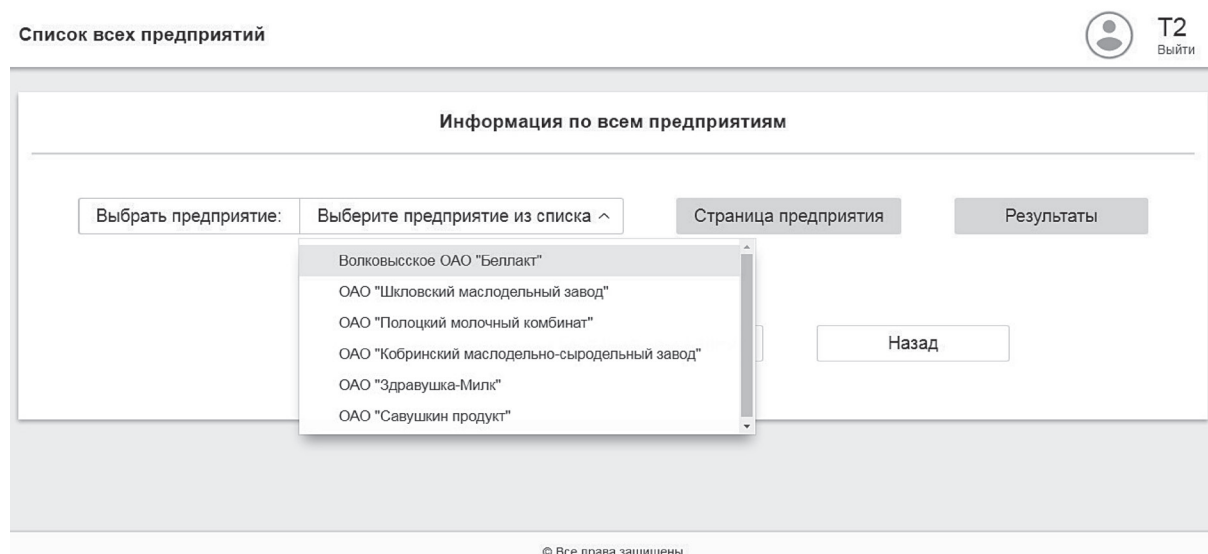 Список всех предприятий
Т2
Выйти
Информация по всем предприятиям
Выбрать предприятие: Выберите предприятие из списка Страница предприятия Результаты
Волковысское ОАО "Беллакт"
ОАО "Шкловский маслодельный завод"
ОАО "Полоцкий молочный комбинат"
Назад
ОАО "Кобринский маслодельно-сыродельный завод"
ОАО "Здравушка-Милк"
ОАО "Савушкин продукт"
© Все права защищены